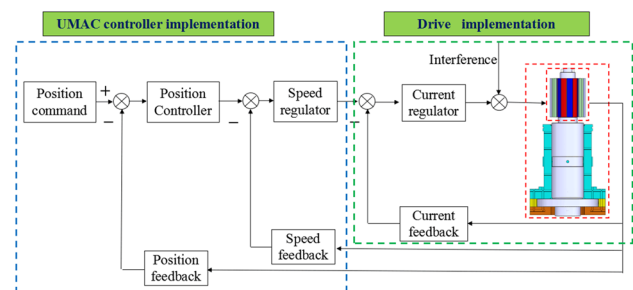 UMAC controller implementation
Drive implementation
Interference
Position
command
+
−
Position
Controller
−
Speed
regulator
−
Current
regulator
Current
feedback
Speed
feedback
Position
feedback